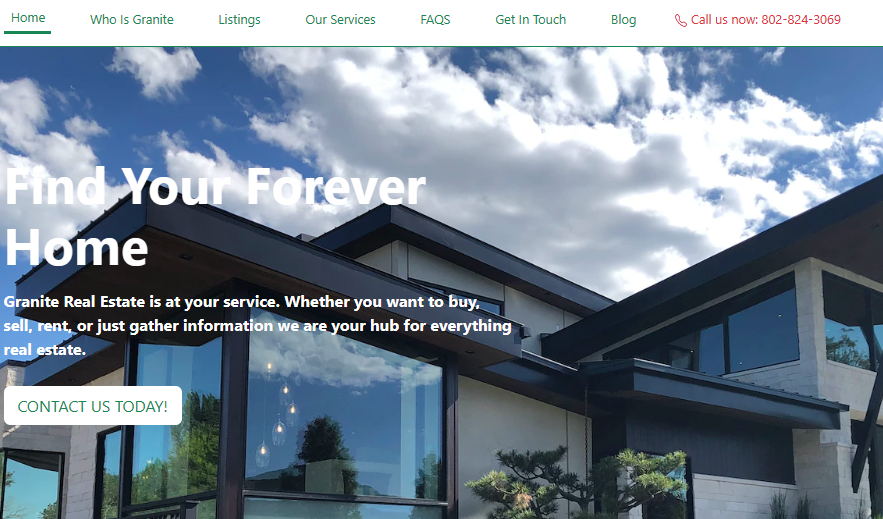 Home Who Is Granite Listings Our Services FAQS Get In Touch Blog Call us now: 802-824-3069
Find Your Forever
Home
Granite Real Estate is at your service. Whether you want to buy,
sell, rent, or just gather information we are your hub for everything
real estate.
CONTACT US TODAY!